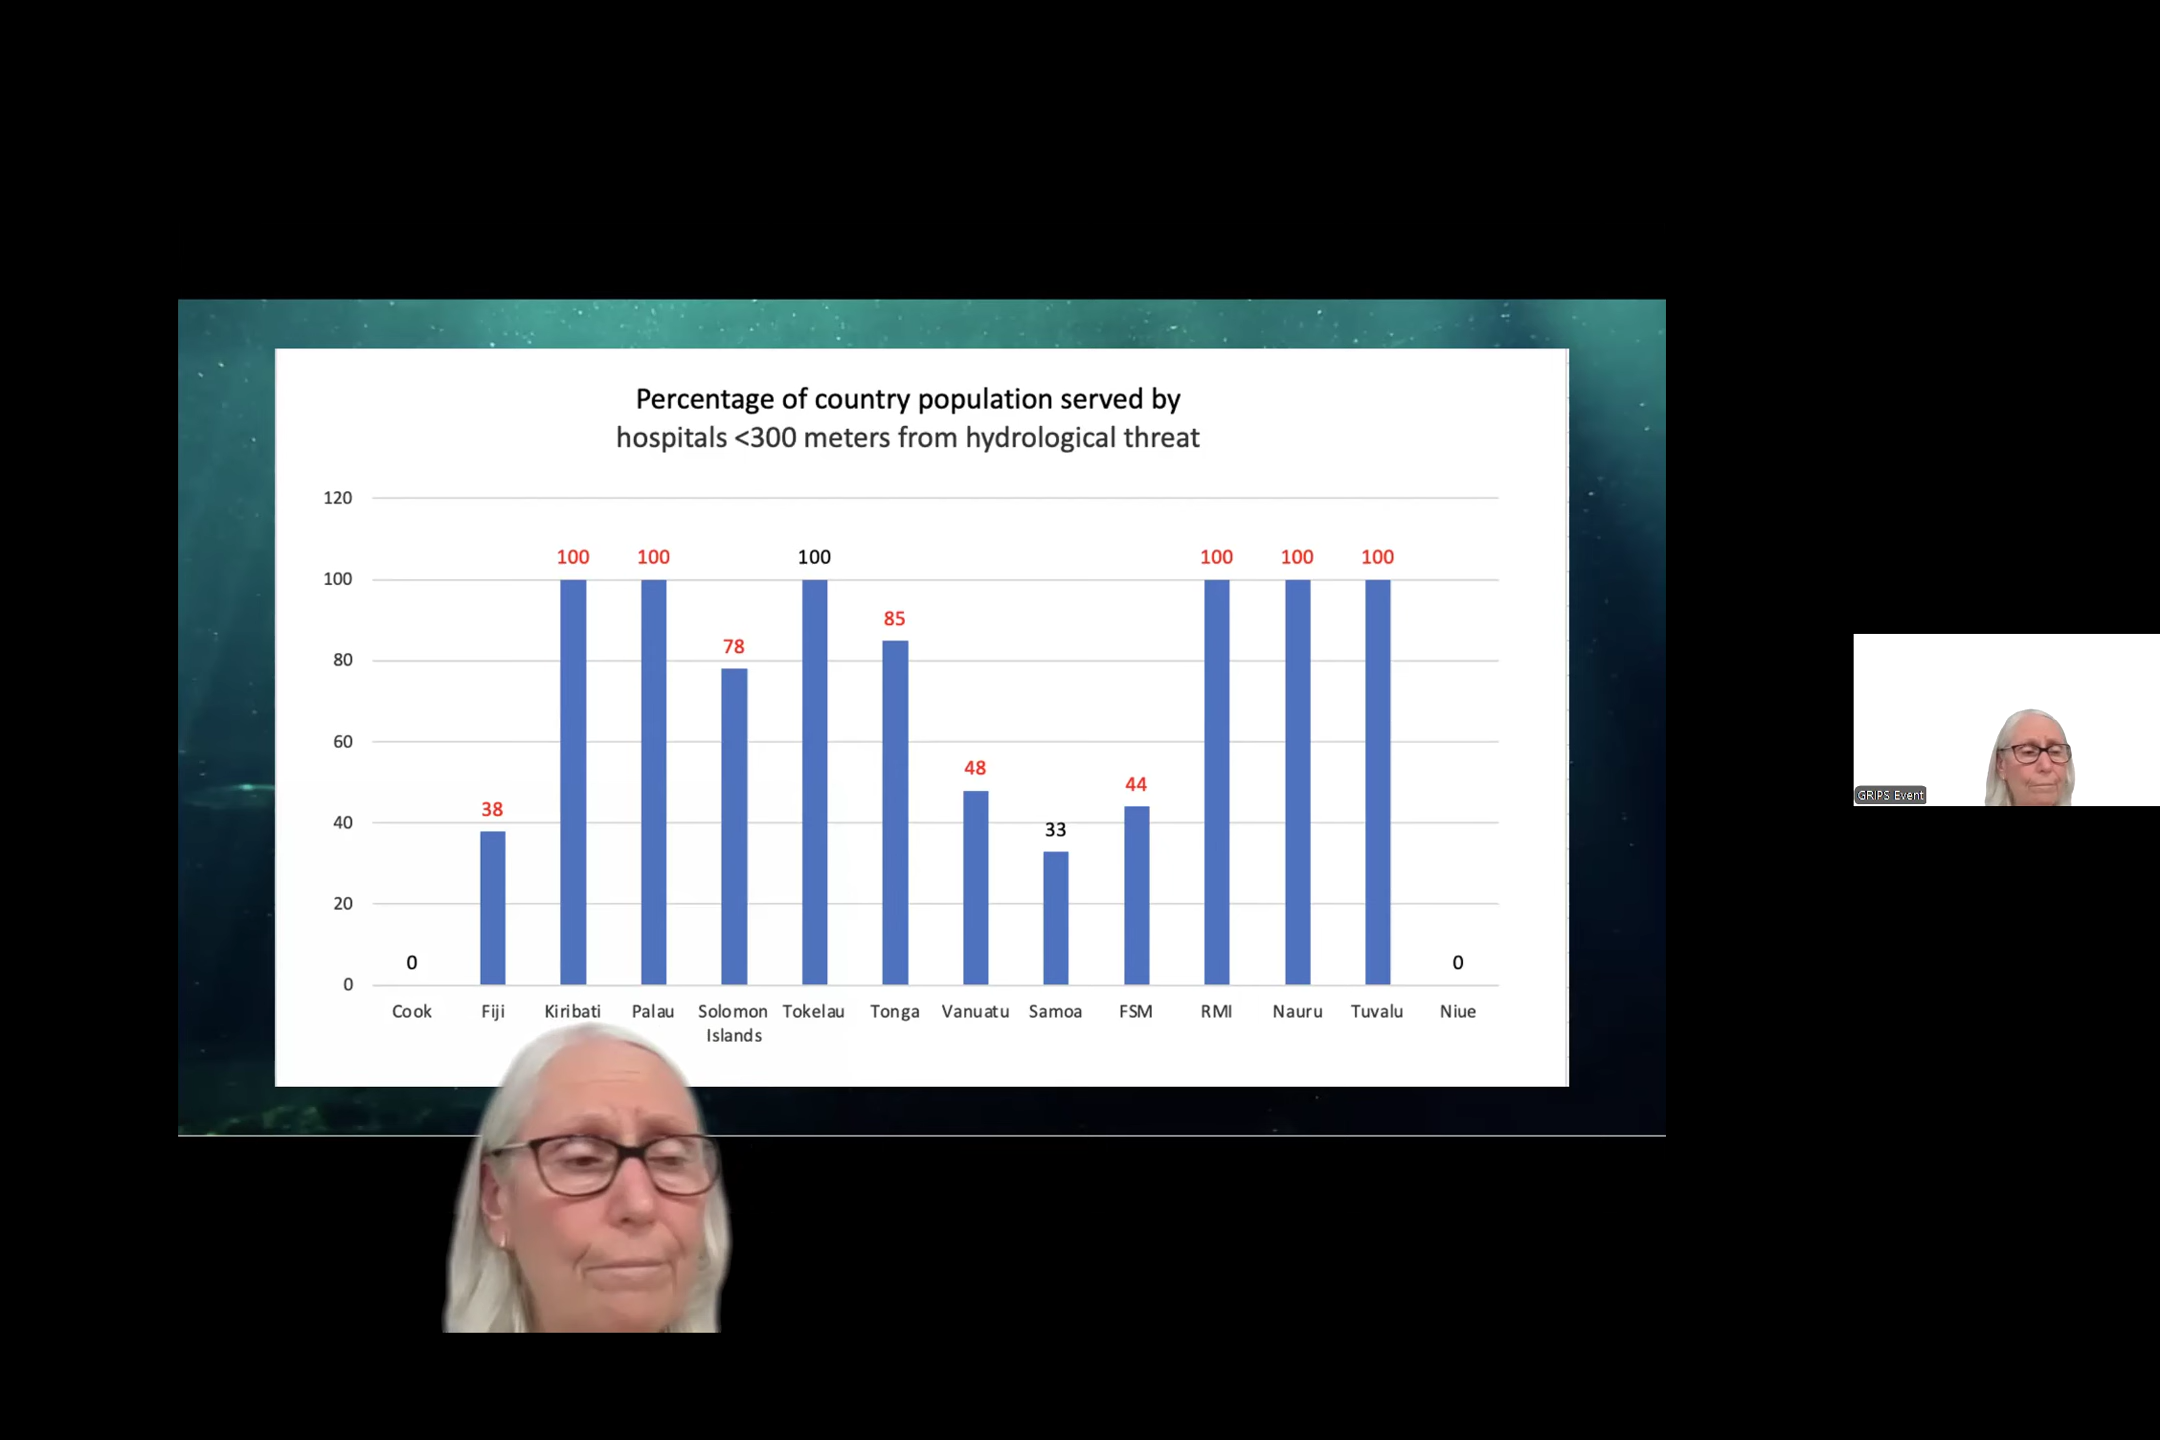 Percentage of country population served by
hospitals <300 meters from hydrological threat
120
100
80
60
40
20
0
0
38
100
100
78
100
85
48
33
44
100
100
100
0
Cook
Fiji
Kiribati
Palau
Solomon
Islands
Tokelau
Tonga
Vanuatu
Samoa
FSM
RMI
Nauru
Tuvalu
Niue
GRIPS Event